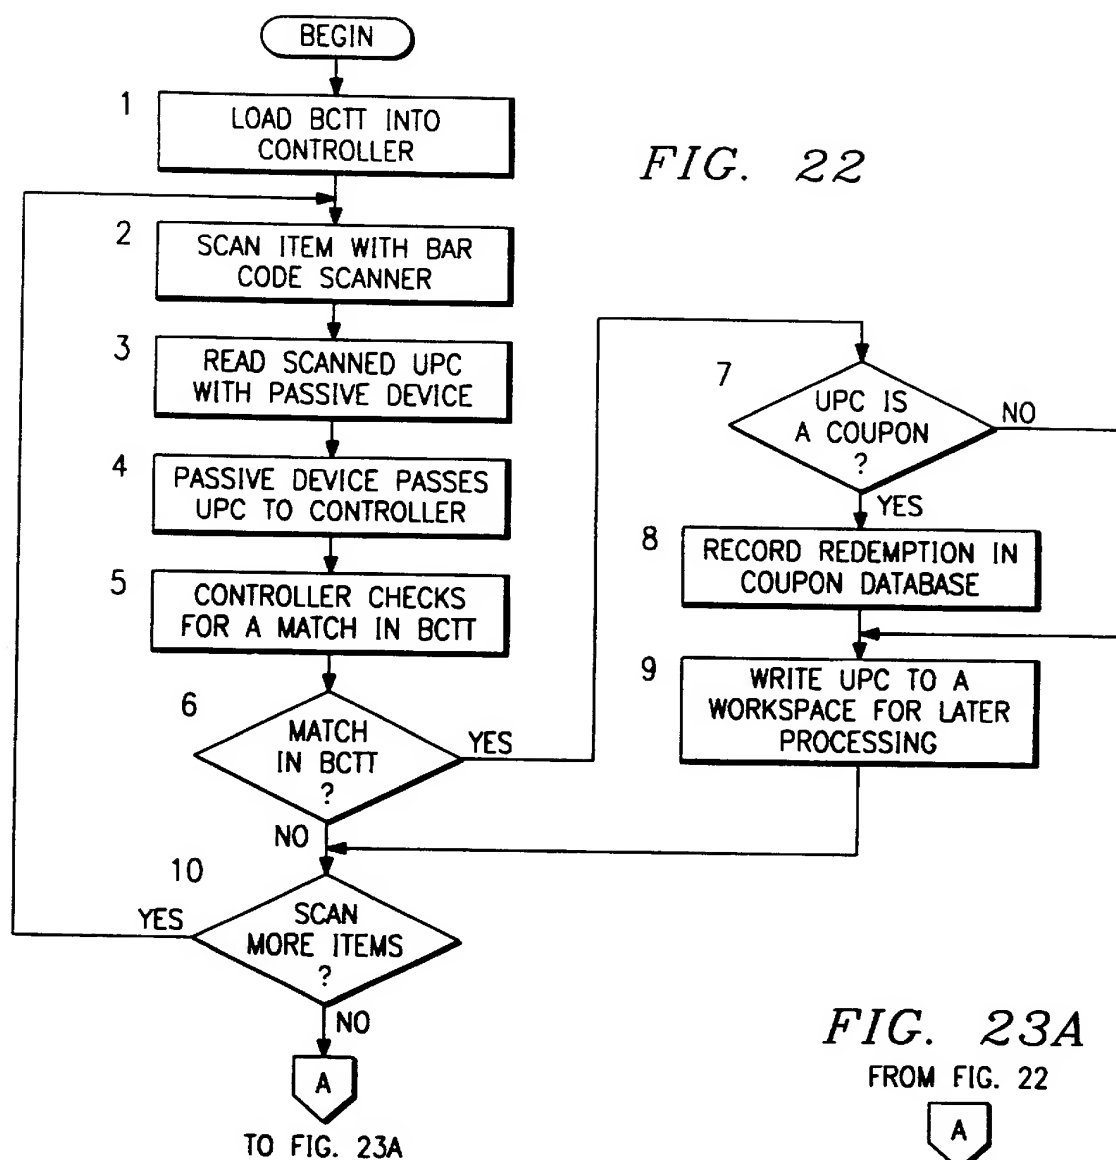 BEGIN
1
LOAD BCTT INTO
CONTROLLER
FIG. 22
2
SCAN ITEM WITH BAR
CODE SCANNER
3
READ SCANNED UPC
WITH PASSIVE DEVICE
4
PASSIVE DEVICE PASSES
UPC TO CONTROLLER
5
CONTROLLER CHECKS
FOR A MATCH IN BCTT
6
MATCH
IN BCTT
?
YES
NO
7
UPC IS
A COUPON
?
NO
YES
8
RECORD REDEMPTION IN
COUPON DATABASE
9
WRITE UPC TO A
WORKSPACE FOR LATER
PROCESSING
10
SCAN
MORE ITEMS
?
YES
NO
A
TO FIG. 23A
FIG. 23A
FROM FIG. 22
A